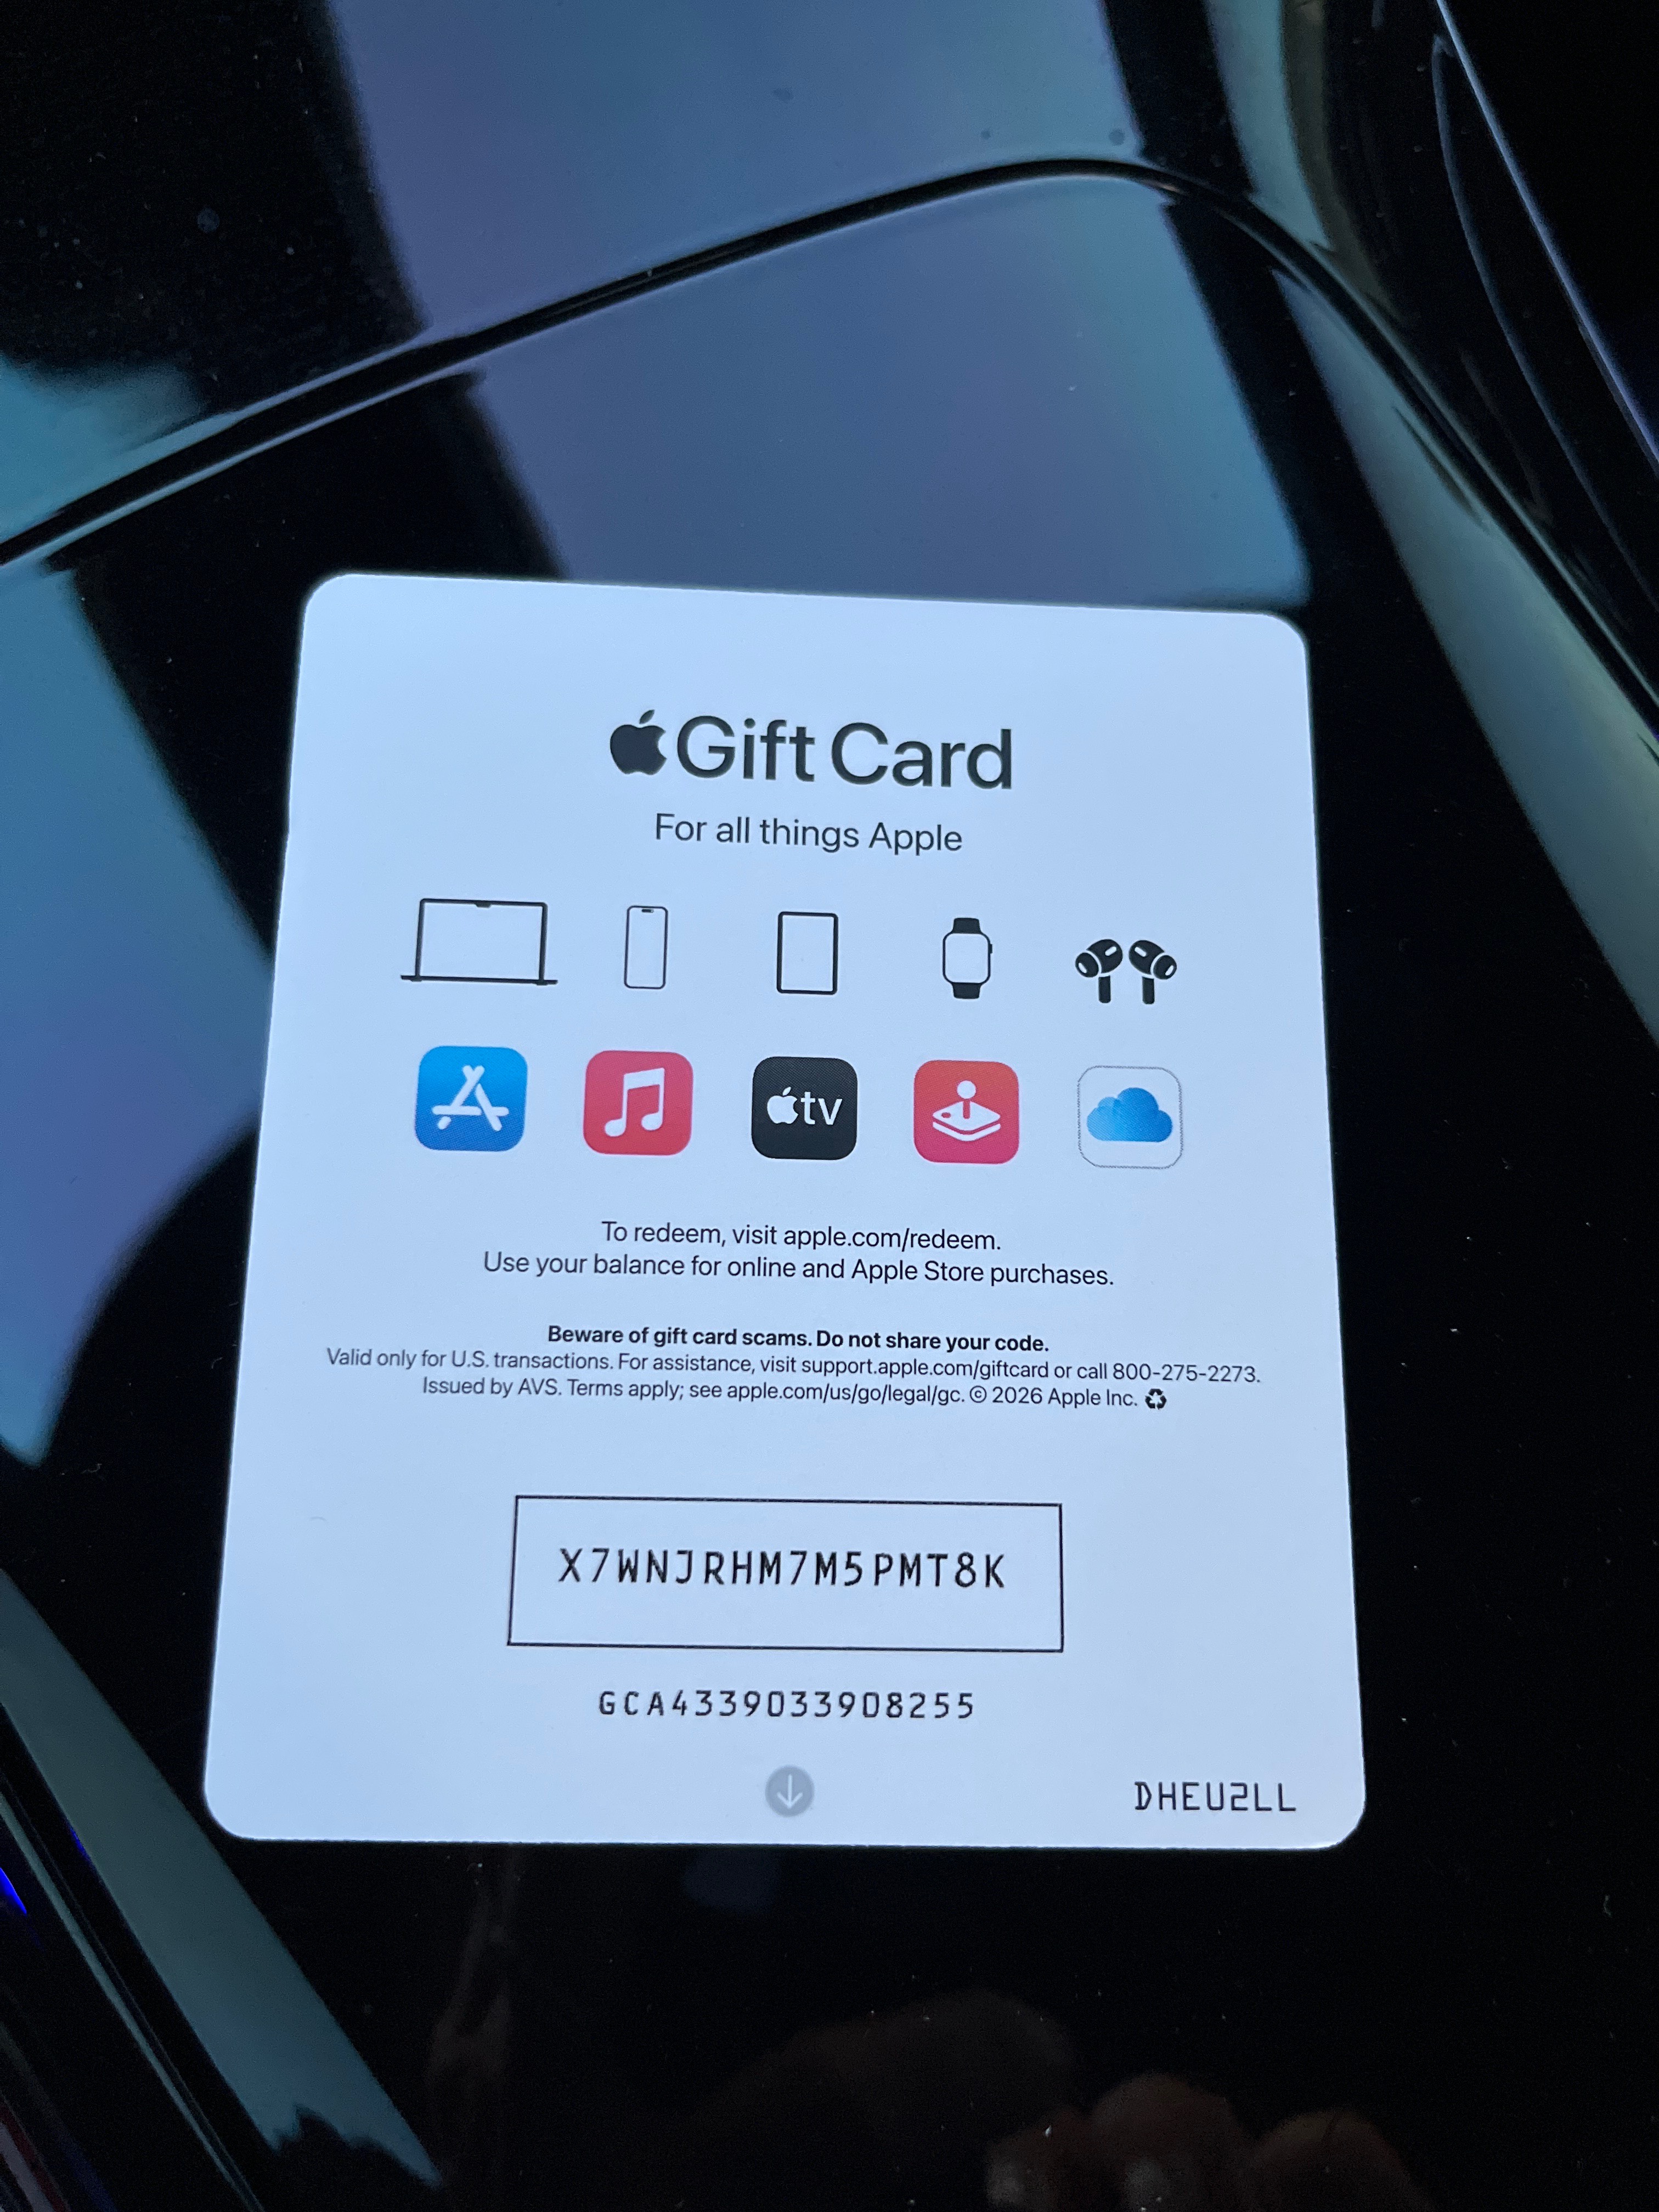 Gift Card
For all things Apple
tv
To redeem, visit apple.com/redeem.
Use your balance for online and Apple Store purchases.
Beware of gift card scams. Do not share your code.
Valid only for U.S. transactions. For assistance, visit support.apple.com/giftcard or call 800-275-2273.
Issued by AVS. Terms apply; see apple.com/us/go/legal/gc. © 2026 Apple Inc.
X7WNJRHM7M5PMT8K
GCA4339033908255
DHEU2LL